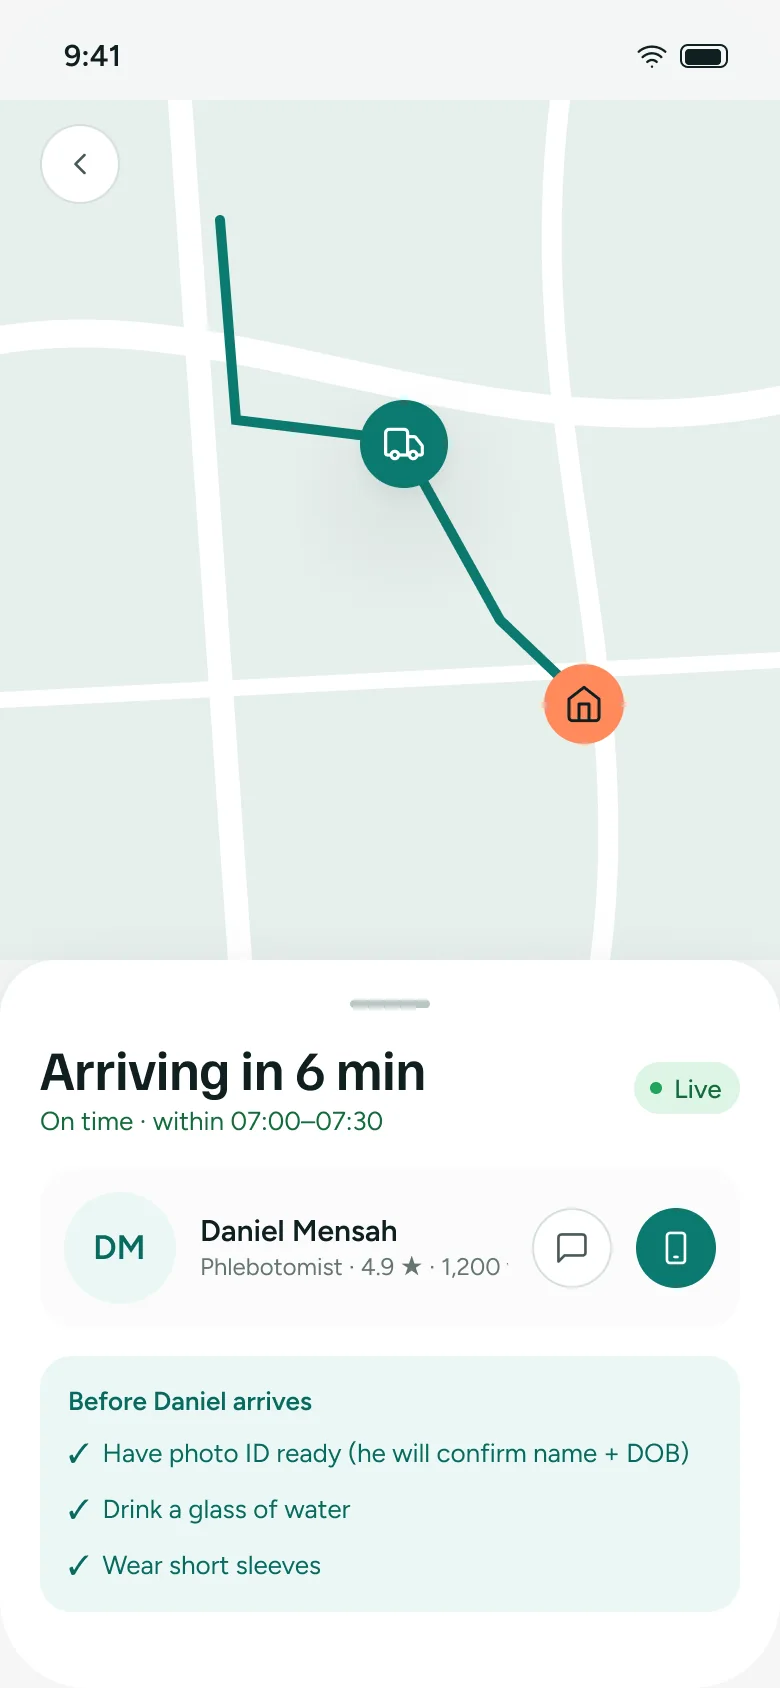 9:41
Arriving in 6 min
On time · within 07:00–07:30
Live
DM
Daniel Mensah
Phlebotomist · 4.9 ★ · 1,200
Before Daniel arrives
✓ Have photo ID ready (he will confirm name + DOB)
✓ Drink a glass of water
✓ Wear short sleeves